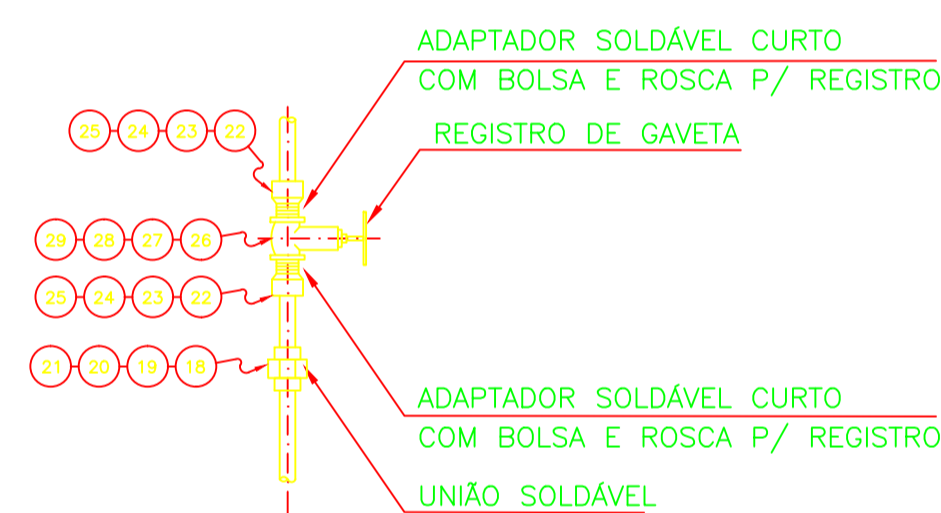 ADAPTADOR SOLDÁVEL CURTO
COM BOLSA E ROSCA P/ REGISTRO
REGISTRO DE GAVETA
25 24 23 22
29 28 27 26
25 24 23 22
21 20 19 18
ADAPTADOR SOLDÁVEL CURTO
COM BOLSA E ROSCA P/ REGISTRO
UNIÃO SOLDÁVEL